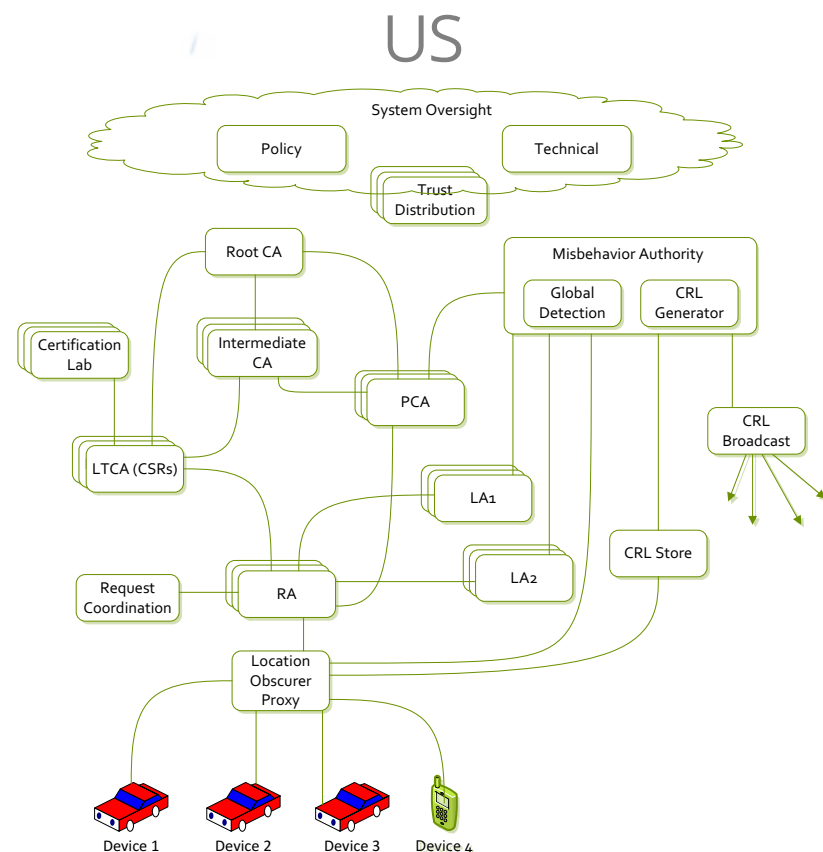 US
System Oversight
Policy
Technical
Trust
Distribution
Root CA
Misbehavior Authority
Global
Detection
CRL
Generator
Certification
Lab
Intermediate
CA
PCA
CRL
Broadcast
LTCA (CSRs)
LA1
CRL Store
LA2
Request
Coordination
RA
Location
Obscurer
Proxy
Device 1
Device 2
Device 3
Device 4